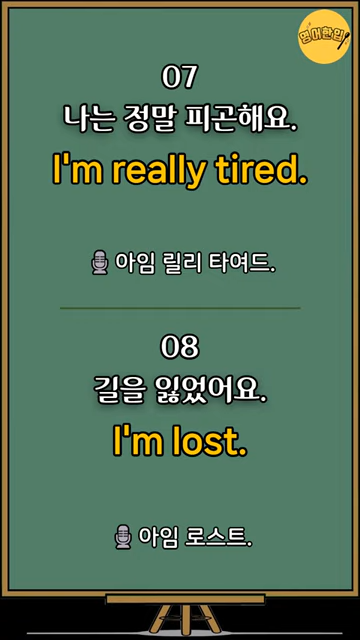 영어한입
07
나는 정말 피곤해요.
I'm really tired.
아임 릴리 타여드.
08
길을 잃었어요.
I'm lost.
아임 로스트.